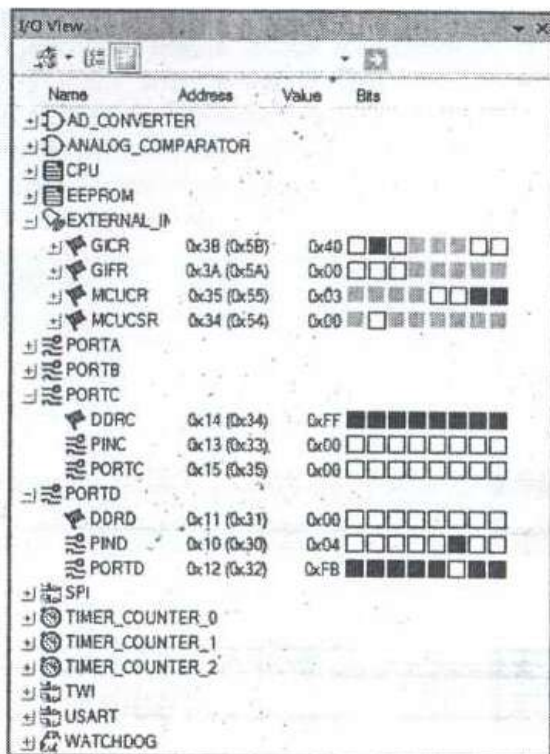 I/O View
Name Address Value Bits
AD_CONVERTER
ANALOG_COMPARATOR
CPU
EEPROM
EXTERNAL_IN
GICR 0x3B (0x5B) 0x40
GIFR 0x3A (0x5A) 0x00
MCUCR 0x35 (0x55) 0x03
MCUCSR 0x34 (0x54) 0x00
PORTA
PORTB
PORTC
DDRC 0x14 (0x34) 0xFF
PINC 0x13 (0x33) 0x00
PORTC 0x15 (0x35) 0x00
PORTD
DDRD 0x11 (0x31) 0x00
PIND 0x10 (0x30) 0x04
PORTD 0x12 (0x32) 0xFB
SPI
TIMER_COUNTER_0
TIMER_COUNTER_1
TIMER_COUNTER_2
TWI
USART
WATCHDOG